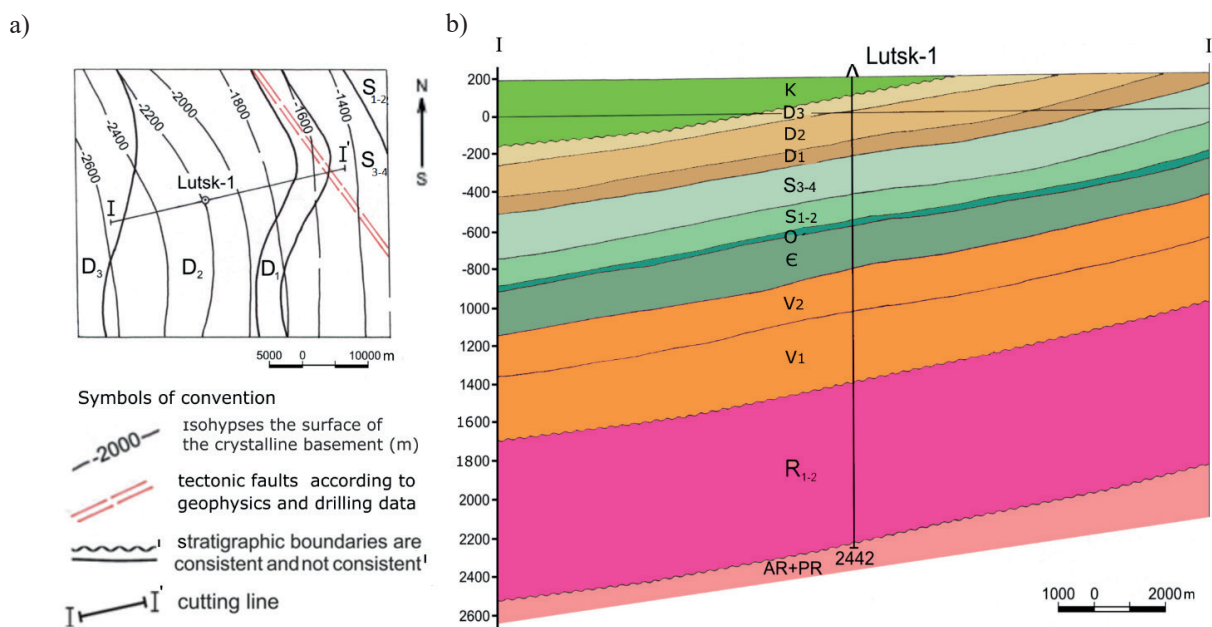 a)
N
S
S
1-2
S
3-4
-2600
-2400
-2200
-2000
-1800
-1600
-1400
Lutsk-1
I
I'
D3
D2
D1
5000 0 10000 m
Symbols of convention
-2000
ısohypses the surface of
the crystalline basement (m)
tectonic faults according to
geophysics and drilling data
stratigraphic boundaries are
consistent and not consistent
I I' cutting line
b)
I
Lutsk-1
I
200
0
-200
-400
-600
-800
1000
1200
1400
1600
1800
2000
2200
2400
2600
K
D3
D2
D1
S3-4
S1-2
O
Є
V2
V1
R1-2
2442
AR+PR
1000 0 2000 m